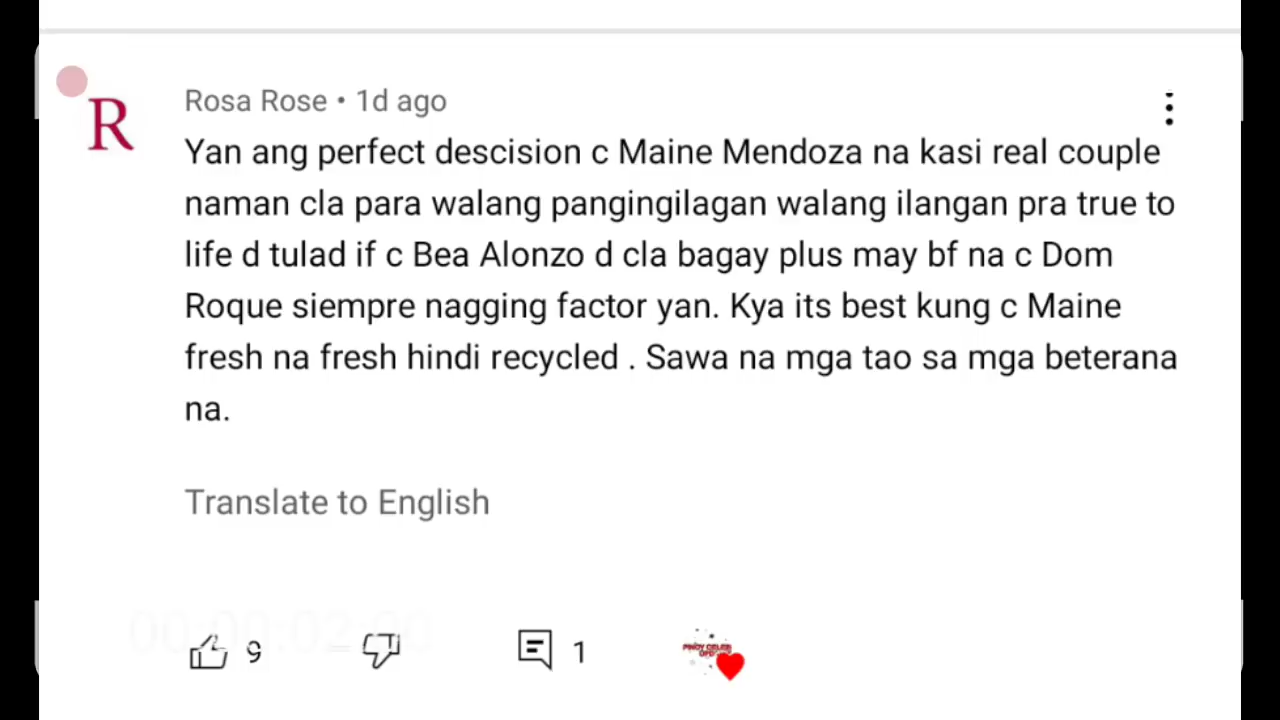 Rosa Rose • 1d ago
R
Yan ang perfect descision c Maine Mendoza na kasi real couple
naman cla para walang pangingilagan walang ilangan pra true to
life d tulad if c Bea Alonzo d cla bagay plus may bf na c Dom
Roque siempre nagging factor yan. Kya its best kung c Maine
fresh na fresh hindi recycled . Sawa na mga tao sa mga beterana
na.
Translate to English
9
1